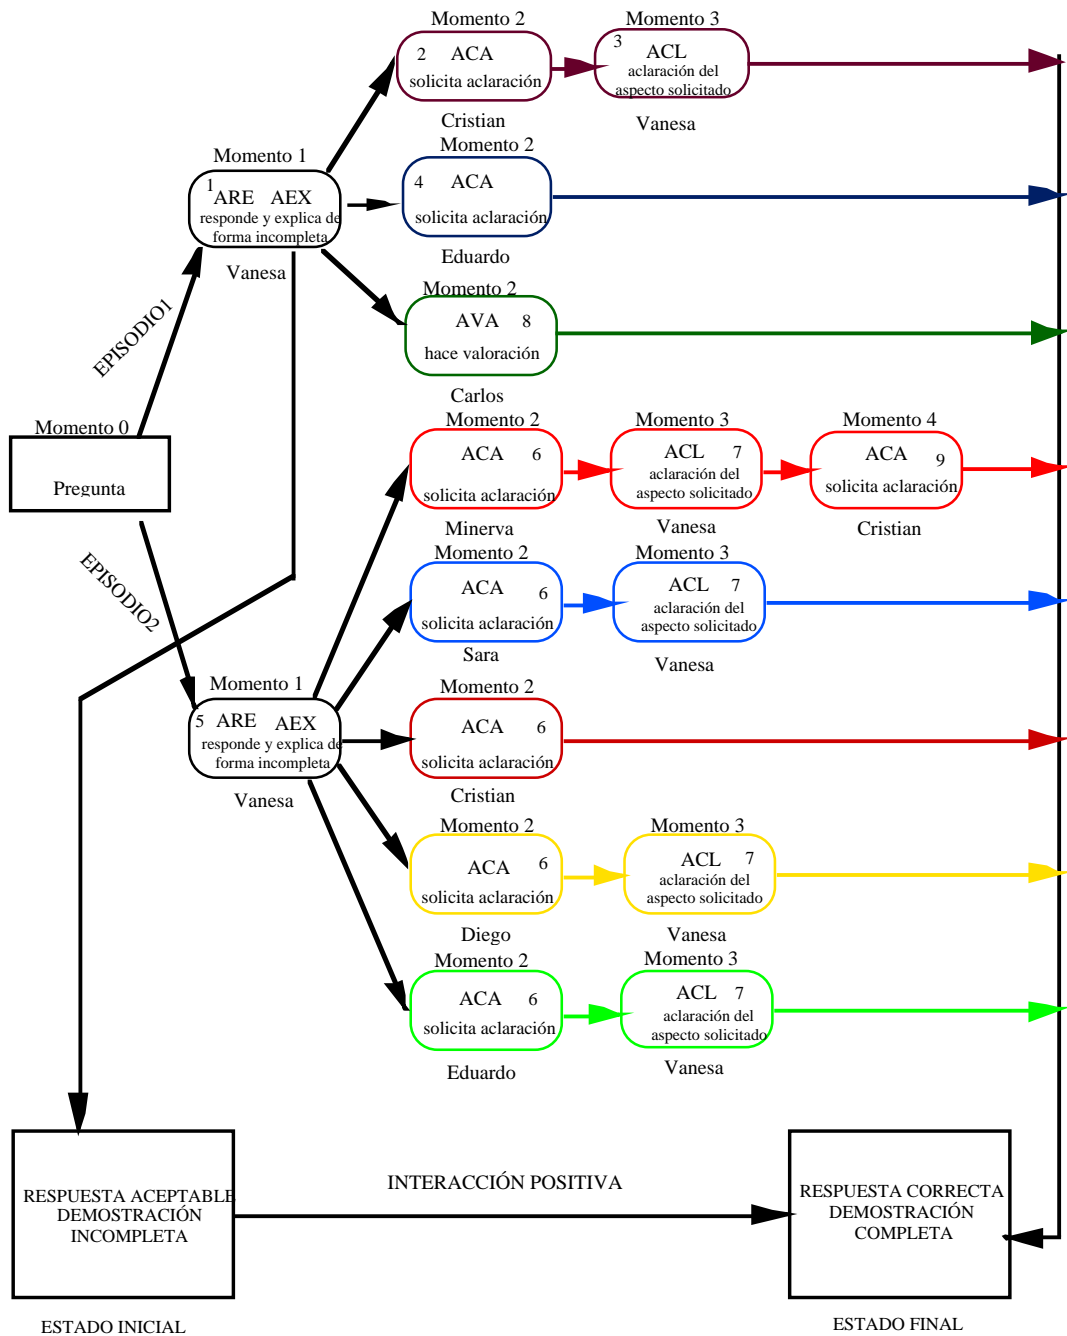 Momento 2
Momento 3
2 ACA
solicita aclaración
3 ACL
aclaración del
aspecto solicitado
Cristian
Vanesa
Momento 1
1 ARE AEX
responde y explica de
forma incompleta
Vanesa
Momento 2
4 ACA
solicita aclaración
Eduardo
Momento 2
AVA 8
hace valoración
Carlos
EPISODIO1
Momento 0
Pregunta
EPISODIO2
Momento 2
Momento 3
Momento 4
ACA 6
solicita aclaración
ACL 7
aclaración del
aspecto solicitado
ACA 9
solicita aclaración
Minerva
Vanesa
Cristian
Momento 2
Momento 3
ACA 6
solicita aclaración
ACL 7
aclaración del
aspecto solicitado
Sara
Vanesa
Momento 1
5 ARE AEX
responde y explica de
forma incompleta
Vanesa
Momento 2
ACA 6
solicita aclaración
Cristian
Momento 2
Momento 3
ACA 6
solicita aclaración
ACL 7
aclaración del
aspecto solicitado
Diego
Vanesa
Momento 2
Momento 3
ACA 6
solicita aclaración
ACL 7
aclaración del
aspecto solicitado
Eduardo
Vanesa
RESPUESTA ACEPTABLE
DEMOSTRACIÓN
INCOMPLETA
INTERACCIÓN POSITIVA
RESPUESTA CORRECTA
DEMOSTRACIÓN
COMPLETA
ESTADO INICIAL
ESTADO FINAL